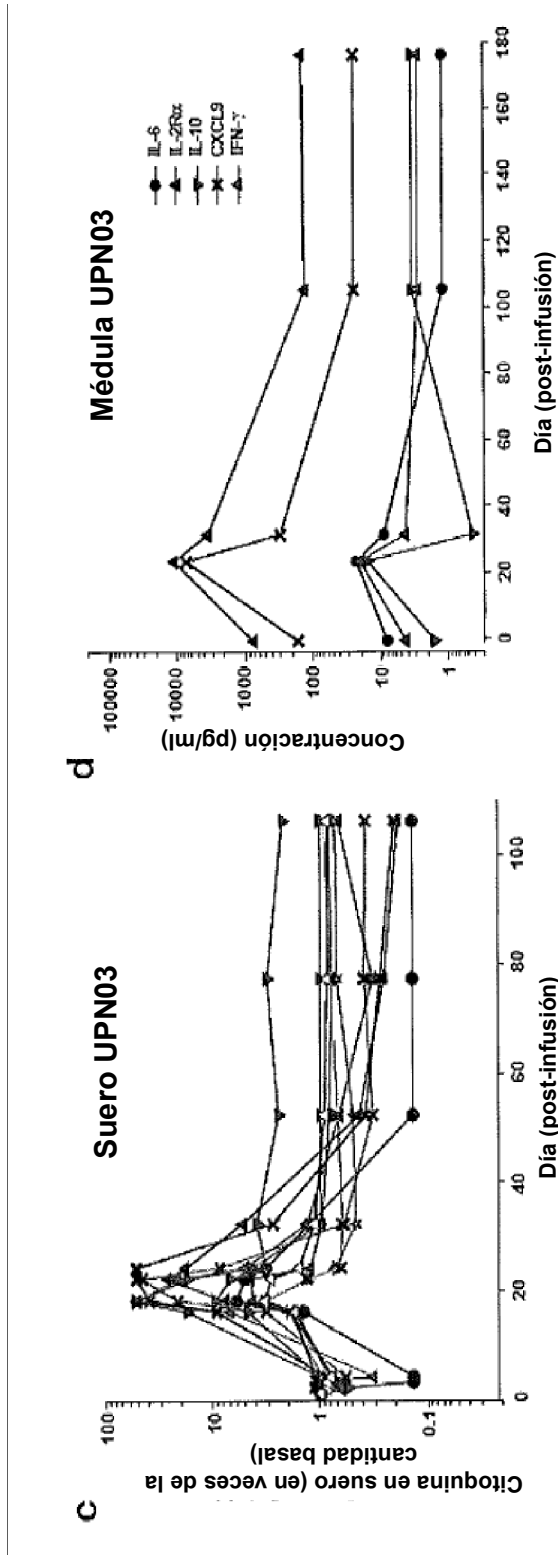 c
Suero UPN03
Citoquina en suero (en veces de la
cantidad basal)
100
10
1
0.1
0
20
40
60
80
100
Día (post-infusión)
d
Médula UPN03
IL-6
IL-2Rα
IL-10
CXCL9
IFN-γ
Concentración (pg/ml)
100000
10000
1000
100
10
1
0
20
40
60
80
100
120
140
160
180
Día (post-infusión)